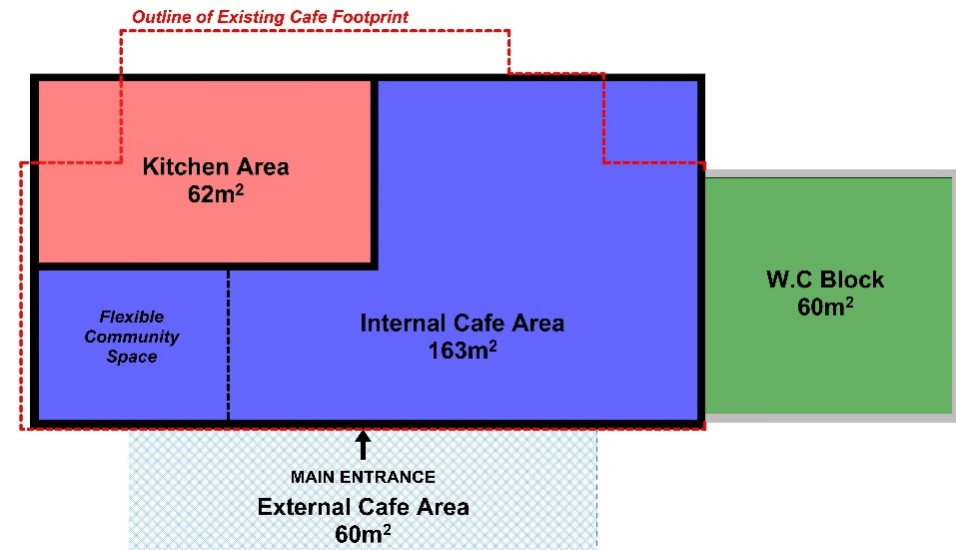 Outline of Existing Cafe Footprint
Kitchen Area
62m²
W.C Block
60m²
Flexible
Community
Space
Internal Cafe Area
163m²
MAIN ENTRANCE
External Cafe Area
60m²